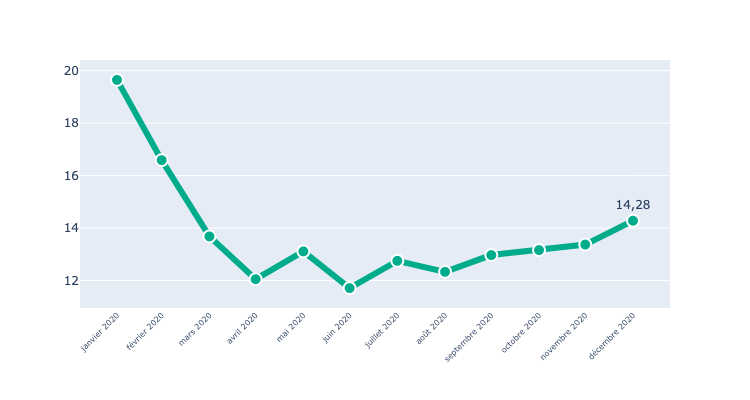 20
18
16
14
12
14,28
janvier 2020
février 2020
mars 2020
avril 2020
mai 2020
juin 2020
juillet 2020
août 2020
septembre 2020
octobre 2020
novembre 2020
décembre 2020